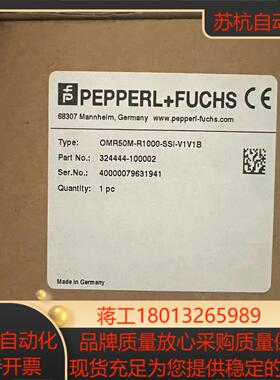 苏杭自动
PEPPERL+FUCHS CE
68307 Mannheim, Germany www.pepperl-fuchs.com
Type: OMR50M-R1000-SSI-V1V1B
Part No.: 324444-100002
Ser.No.: 40000079631941
Quantity: 1 pc
Made in Germany
蒋工18013265989
自动化 品牌质量放心采购质量优
开票 现货充足为您提供最可